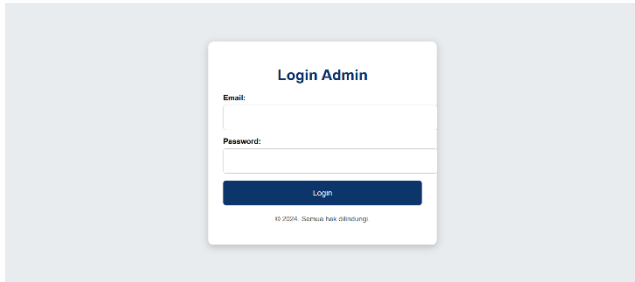 Login Admin
Email:
Password:
Login
© 2024. Semua hak dilindungi.